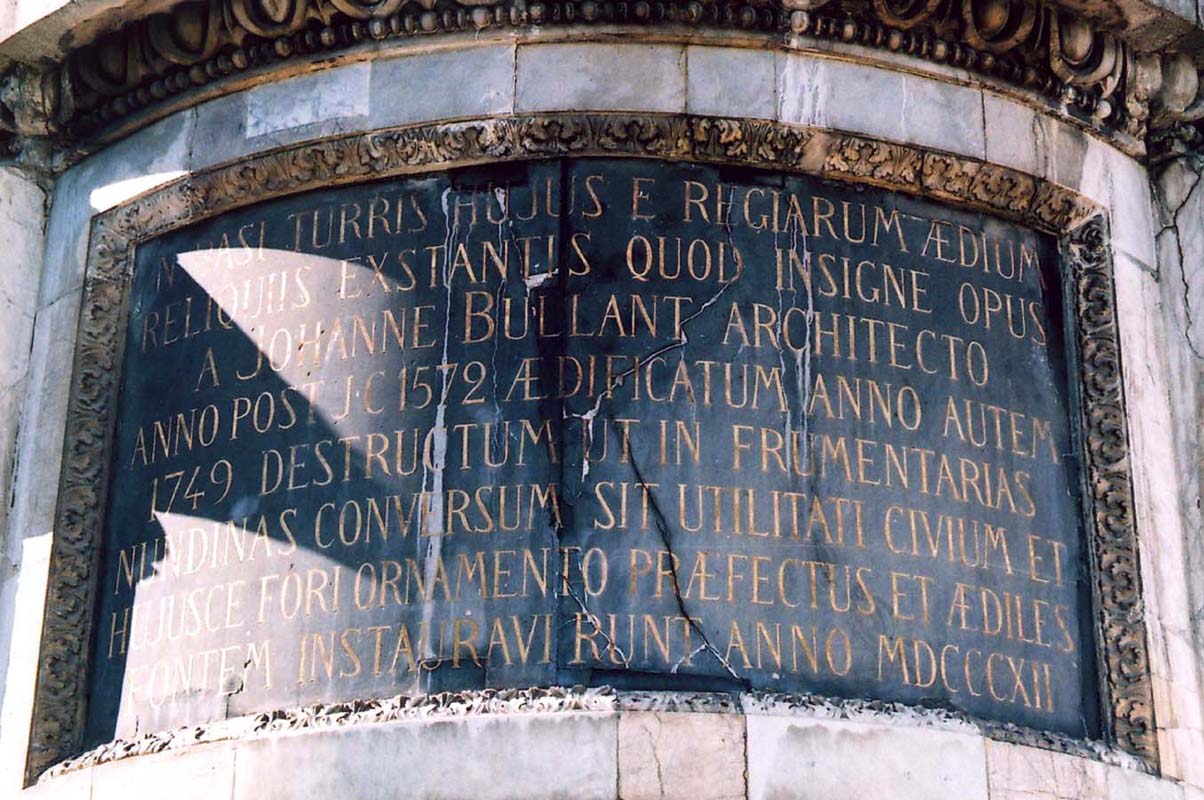 IN BASI TURRIS HUJUS E REGIARUM ÆDIUM
RELIQUIIS EXSTANTIS QUOD INSIGNE OPUS
A JOHANNE BULLANT ARCHITECTO
ANNO POST J.C 1572 ÆDIFICATUM ANNO AUTEM
1749 DESTRUCTUM UT IN FRUMENTARIAS
NUNDINAS CONVERSUM SIT UTILITATI CIVIUM ET
HUJUSCE FORI ORNAMENTO PRÆFECTUS ET ÆDILES
FONTEM INSTAURAVERUNT ANNO MDCCCXII